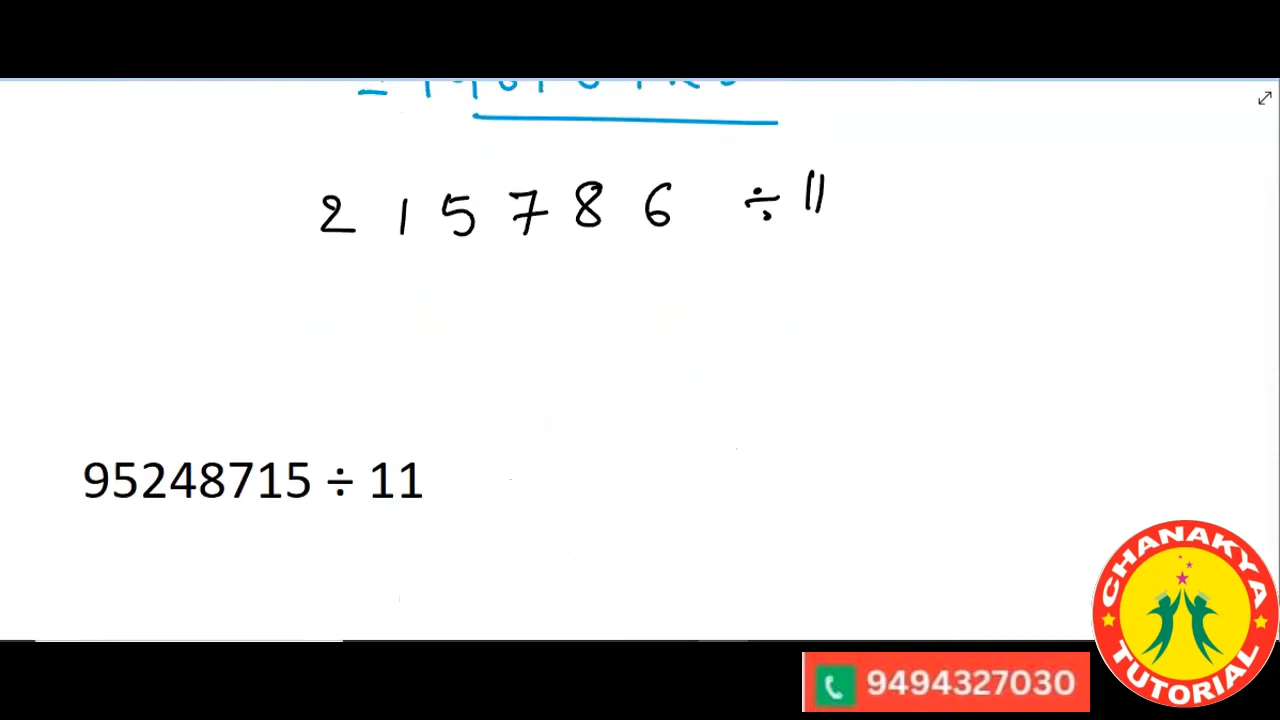 2 1 5 7 8 6 ÷ 11
95248715 ÷ 11
CHANAKYA
TUTORIAL
9494327030